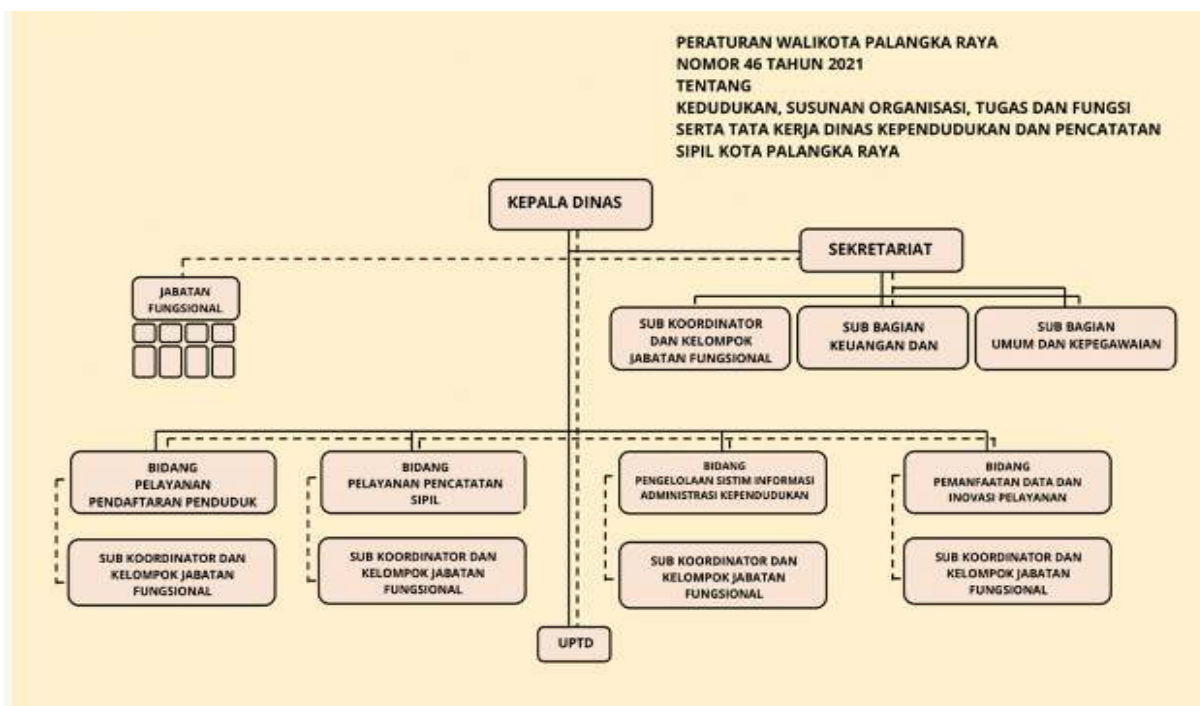 PERATURAN WALIKOTA PALANGKA RAYA
NOMOR 46 TAHUN 2021
TENTANG
KEDUDUKAN, SUSUNAN ORGANISASI, TUGAS DAN FUNGSI
SERTA TATA KERJA DINAS KEPENDUDUKAN DAN PENCATATAN
SIPIL KOTA PALANGKA RAYA
KEPALA DINAS
SEKRETARIAT
JABATAN
FUNGSIONAL
SUB KOORDINATOR
DAN KELOMPOK
JABATAN FUNGSIONAL
SUB BAGIAN
KEUANGAN DAN
SUB BAGIAN
UMUM DAN KEPEGAWAIAN
BIDANG
PELAYANAN
PENDAFTARAN PENDUDUK
BIDANG
PELAYANAN PENCATATAN
SIPIL
BIDANG
PENGELOLAAN SISTIM INFORMASI
ADMINISTRASI KEPENDUDUKAN
BIDANG
PEMANFAATAN DATA DAN
INOVASI PELAYANAN
SUB KOORDINATOR DAN
KELOMPOK JABATAN
FUNGSIONAL
SUB KOORDINATOR DAN
KELOMPOK JABATAN
FUNGSIONAL
SUB KOORDINATOR DAN
KELOMPOK JABATAN
FUNGSIONAL
SUB KOORDINATOR DAN
KELOMPOK JABATAN
FUNGSIONAL
UPTD